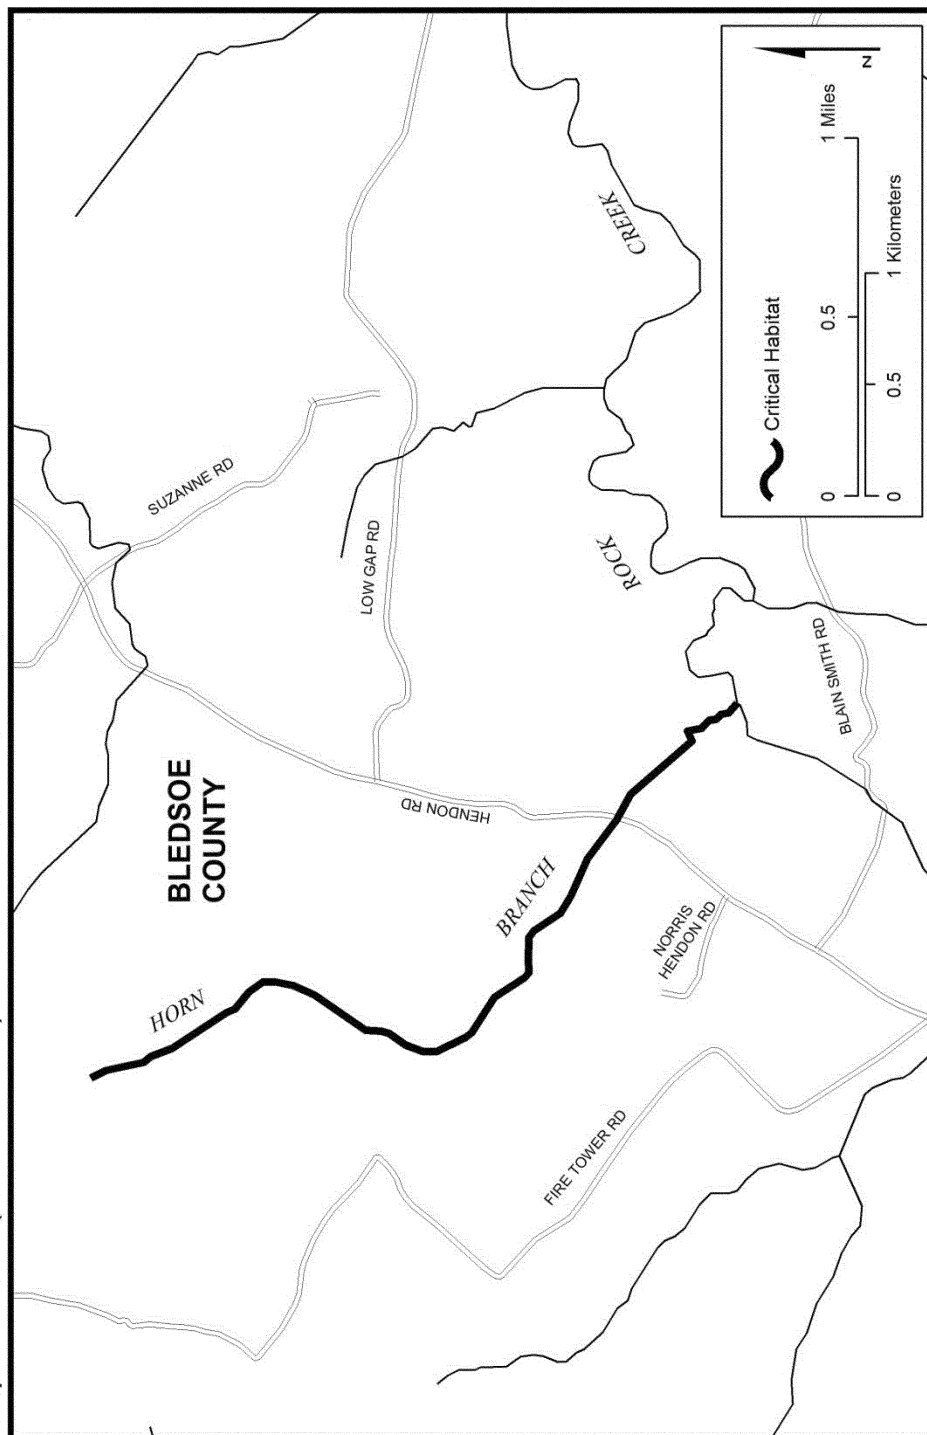 SUZANNE RD
LOW GAP RD
CREEK
ROCK
BLEDSOE
COUNTY
HENDON RD
HORN
BRANCH
NORRIS
HENDON RD
BLAIN SMITH RD
FIRE TOWER RD
Critical Habitat
0 0.5 1 Miles
0 0.5 1 Kilometers
N